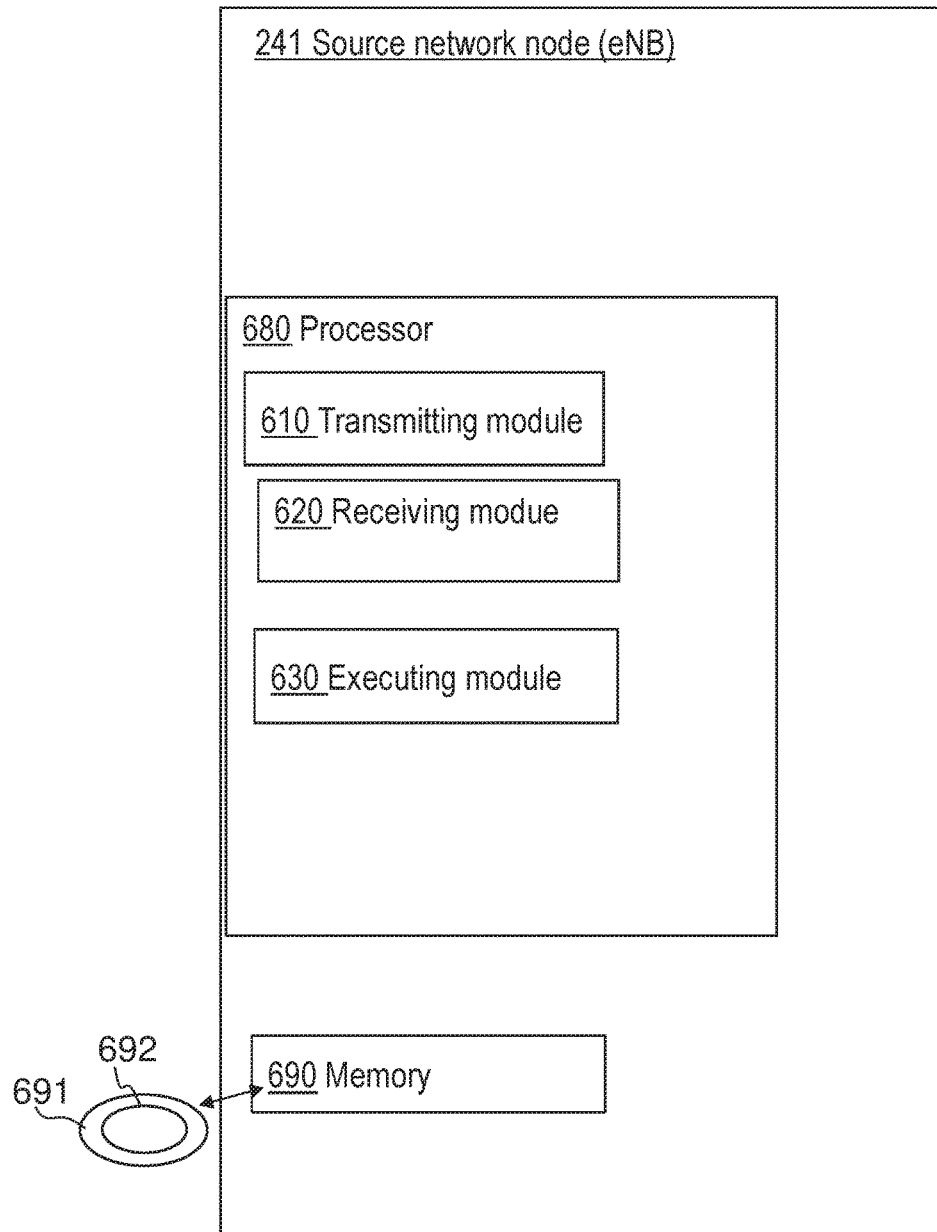 241 Source network node (eNB)
680 Processor
610 Transmitting module
620 Receiving modue
630 Executing module
692
690 Memory
691